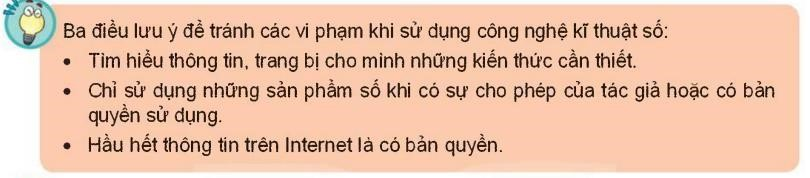 Ba điều lưu ý để tránh các vi phạm khi sử dụng công nghệ kĩ thuật số:
• Tìm hiểu thông tin, trang bị cho mình những kiến thức cần thiết.
• Chỉ sử dụng những sản phẩm số khi có sự cho phép của tác giả hoặc có bản
quyền sử dụng.
• Hầu hết thông tin trên Internet là có bản quyền.